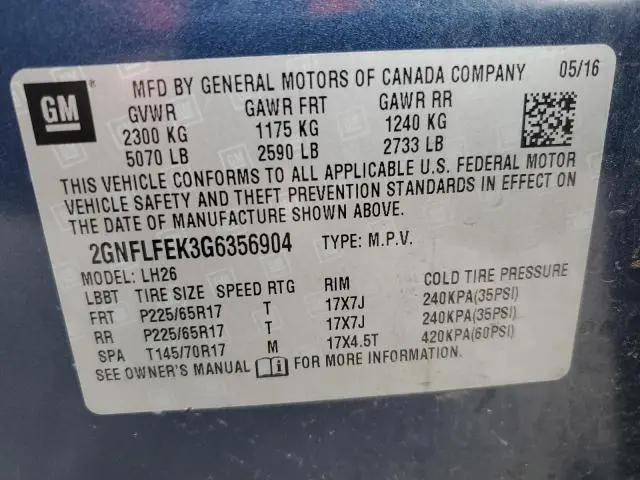 GM
MFD BY GENERAL MOTORS OF CANADA COMPANY 05/16
GVWR GAWR FRT GAWR RR
2300 KG 1175 KG 1240 KG
5070 LB 2590 LB 2733 LB
THIS VEHICLE CONFORMS TO ALL APPLICABLE U.S. FEDERAL MOTOR
VEHICLE SAFETY AND THEFT PREVENTION STANDARDS IN EFFECT ON
THE DATE OF MANUFACTURE SHOWN ABOVE.
2GNFLFEK3G6356904 TYPE: M.P.V.
MODEL: LH26
LBBT TIRE SIZE SPEED RTG RIM COLD TIRE PRESSURE
FRT P225/65R17 T 17X7J 240KPA(35PSI)
RR P225/65R17 T 17X7J 240KPA(35PSI)
SPA T145/70R17 M 17X4.5T 420KPA(60PSI)
SEE OWNER'S MANUAL i FOR MORE INFORMATION.